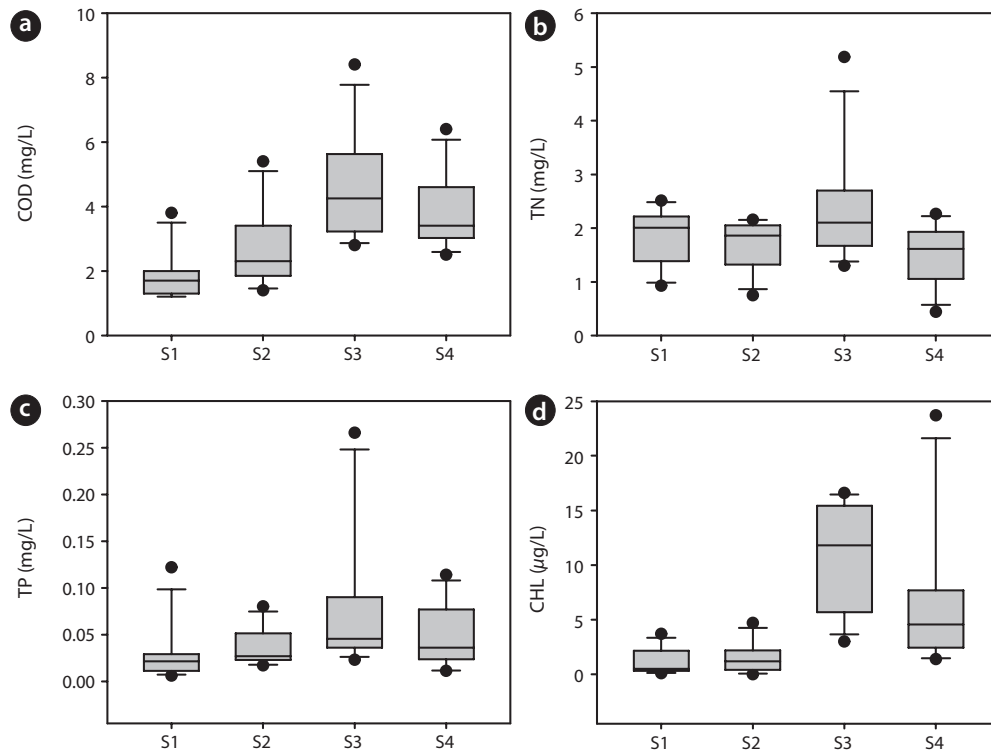 a
COD (mg/L)
10
8
6
4
2
0
S1 S2 S3 S4
b
TN (mg/L)
6
5
4
3
2
1
0
S1 S2 S3 S4
c
TP (mg/L)
0.30
0.25
0.20
0.15
0.10
0.05
0.00
S1 S2 S3 S4
d
CHL (µg/L)
25
20
15
10
5
0
S1 S2 S3 S4